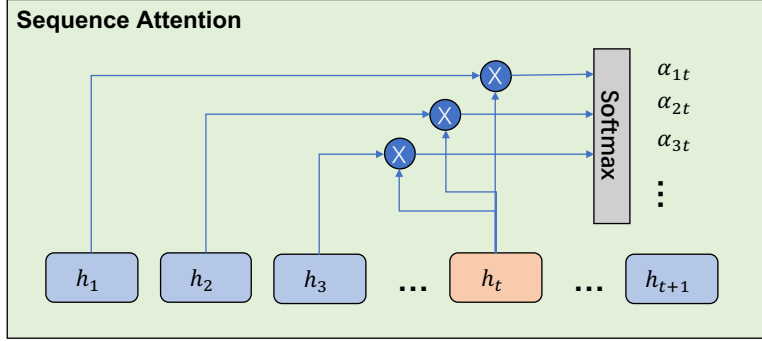 Sequence Attention
X
α₁ₜ
X
α₂ₜ
X
α₃ₜ
Softmax
⋮
h₁
h₂
h₃
...
hₜ
...
hₜ₊₁